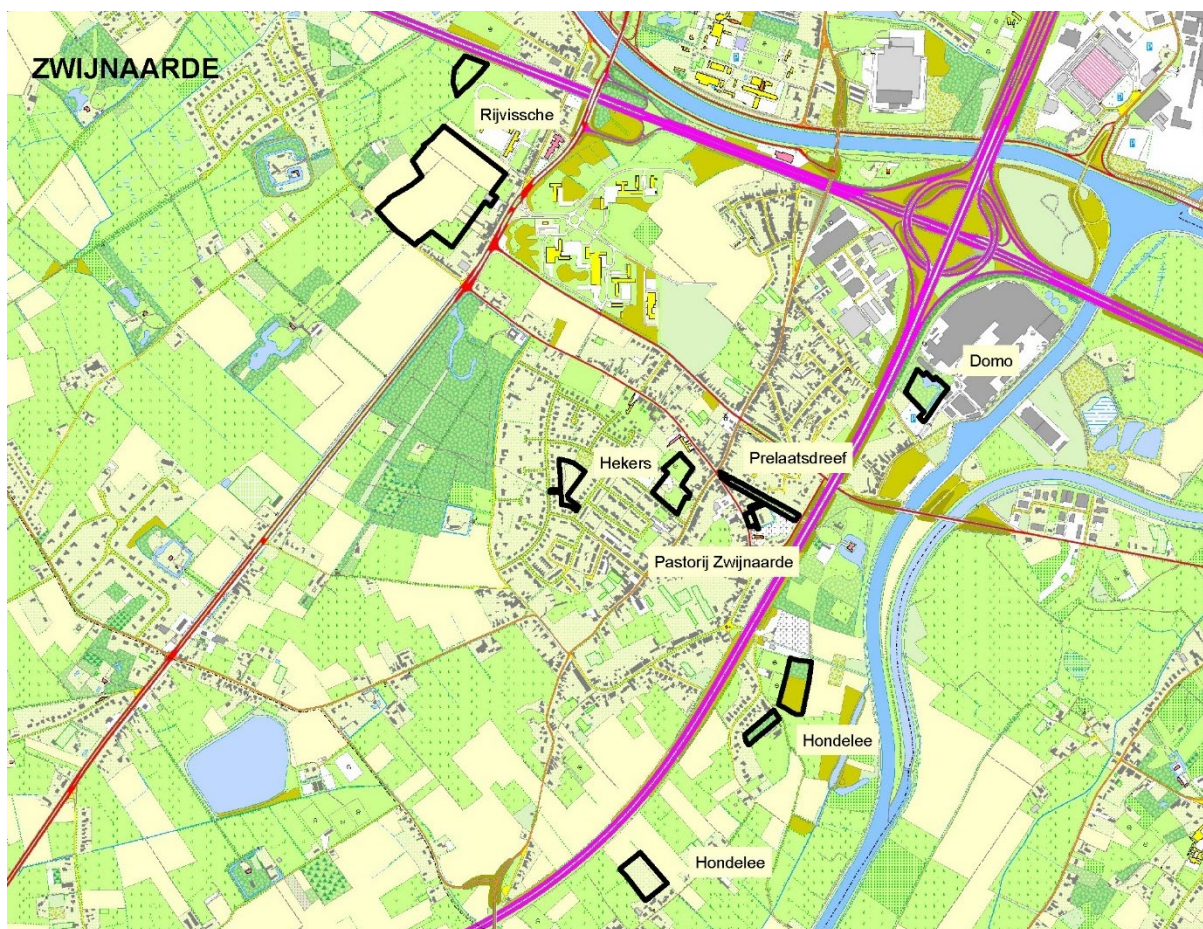 ZWIJNAARDE
Rijvissche
Domo
Hekers
Prelaatsdreef
Pastorij Zwijnaarde
Hondelee
Hondelee